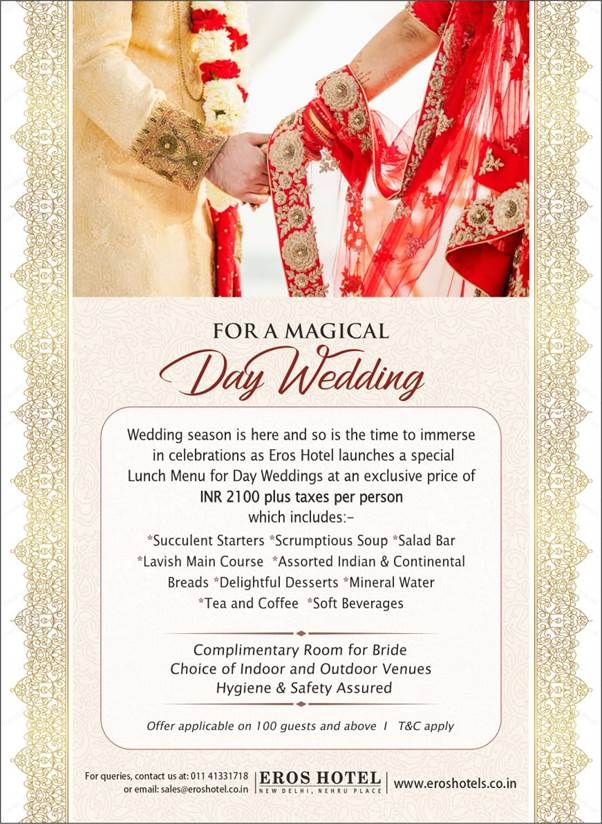 FOR A MAGICAL
Day Wedding
Wedding season is here and so is the time to immerse
in celebrations as Eros Hotel launches a special
Lunch Menu for Day Weddings at an exclusive price of
INR 2100 plus taxes per person
which includes:-
*Succulent Starters *Scrumptious Soup *Salad Bar
*Lavish Main Course *Assorted Indian & Continental
Breads *Delightful Desserts *Mineral Water
*Tea and Coffee *Soft Beverages
Complimentary Room for Bride
Choice of Indoor and Outdoor Venues
Hygiene & Safety Assured
Offer applicable on 100 guests and above I T&C apply
For queries, contact us at: 011 41331718
or email: sales@eroshotel.co.in
EROS HOTEL
NEW DELHI, NEHRU PLACE
www.eroshotels.co.in